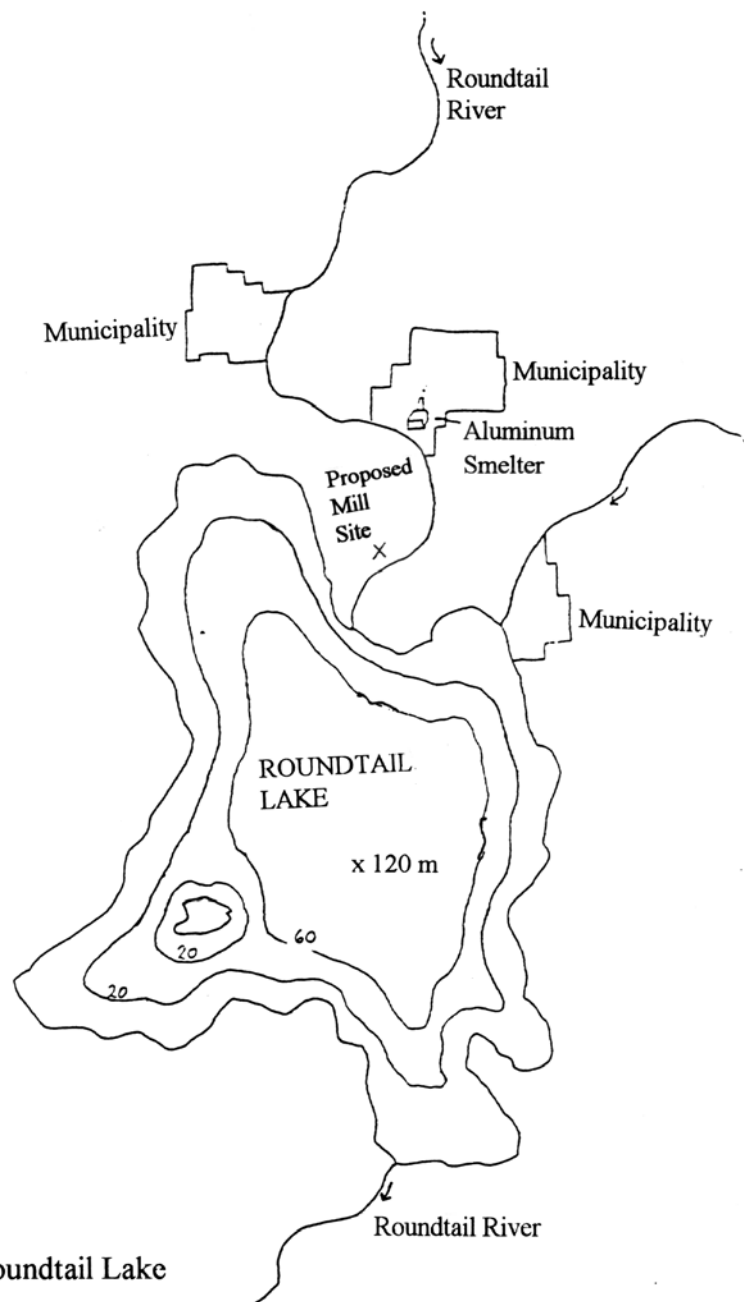 Roundtail
River
Municipality
Municipality
Aluminum
Smelter
Proposed
Mill
Site
X
Municipality
ROUNDTAIL
LAKE
x 120 m
60
20
20
Roundtail River
oundtail Lake